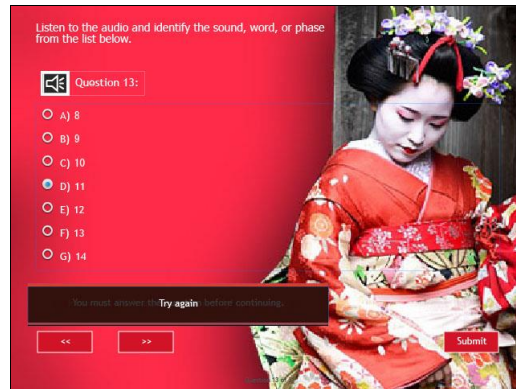 Listen to the audio and identify the sound, word, or phase
from the list below.
Question 13:
A) 8
B) 9
C) 10
D) 11
E) 12
F) 13
G) 14
You must answer the Try again before continuing.
<< >> Submit